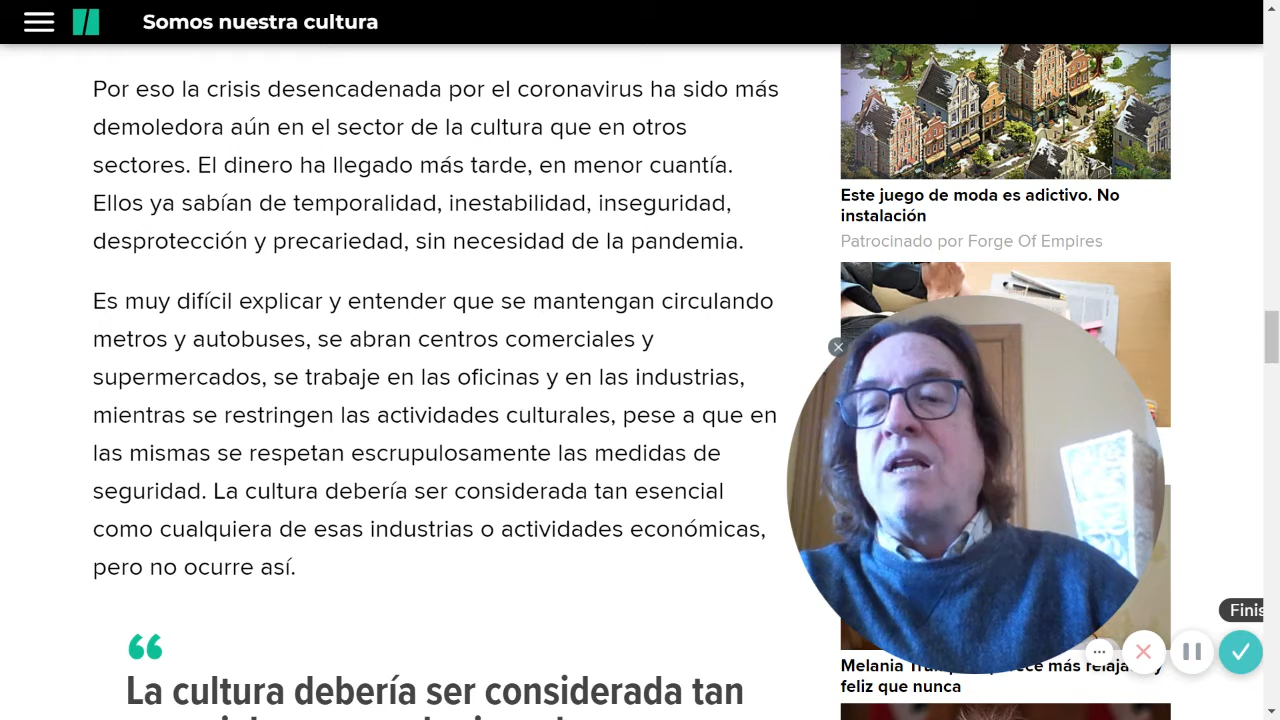 Somos nuestra cultura
Por eso la crisis desencadenada por el coronavirus ha sido más
demoledora aún en el sector de la cultura que en otros
sectores. El dinero ha llegado más tarde, en menor cuantía.
Ellos ya sabían de temporalidad, inestabilidad, inseguridad,
desprotección y precariedad, sin necesidad de la pandemia.
Es muy difícil explicar y entender que se mantengan circulando
metros y autobuses, se abran centros comerciales y
supermercados, se trabaje en las oficinas y en las industrias,
mientras se restringen las actividades culturales, pese a que en
las mismas se respetan escrupulosamente las medidas de
seguridad. La cultura debería ser considerada tan esencial
como cualquiera de esas industrias o actividades económicas,
pero no ocurre así.
“
La cultura debería ser considerada tan
Este juego de moda es adictivo. No
instalación
Patrocinado por Forge Of Empires
Finis
Melania más y
feliz que nunca